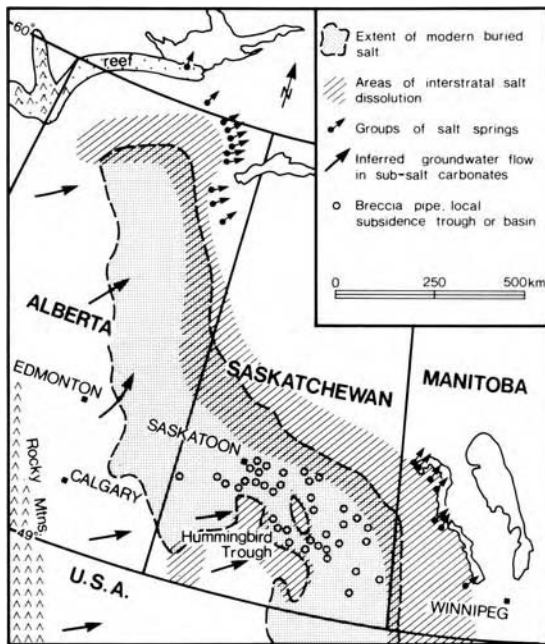 60°
reef
N
Extent of modern buried
salt
Areas of interstratal salt
dissolution
Groups of salt springs
Inferred groundwater flow
in sub-salt carbonates
Breccia pipe, local
subsidence trough or basin
0 250 500km
ALBERTA
SASKATCHEWAN
MANITOBA
EDMONTON
SASKATOON
CALGARY
Rocky Mtns
Hummingbird
Trough
49°
U.S.A.
WINNIPEG